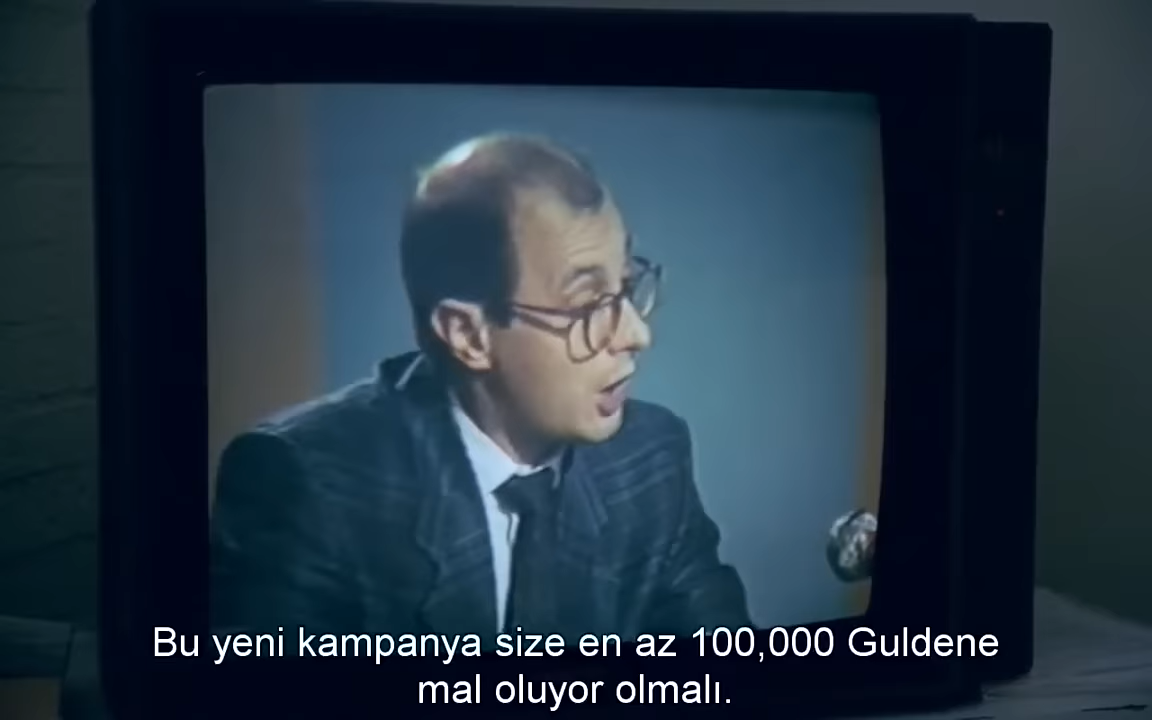 Bu yeni kampanya size en az 100,000 Guldene
mal oluyor olmalı.